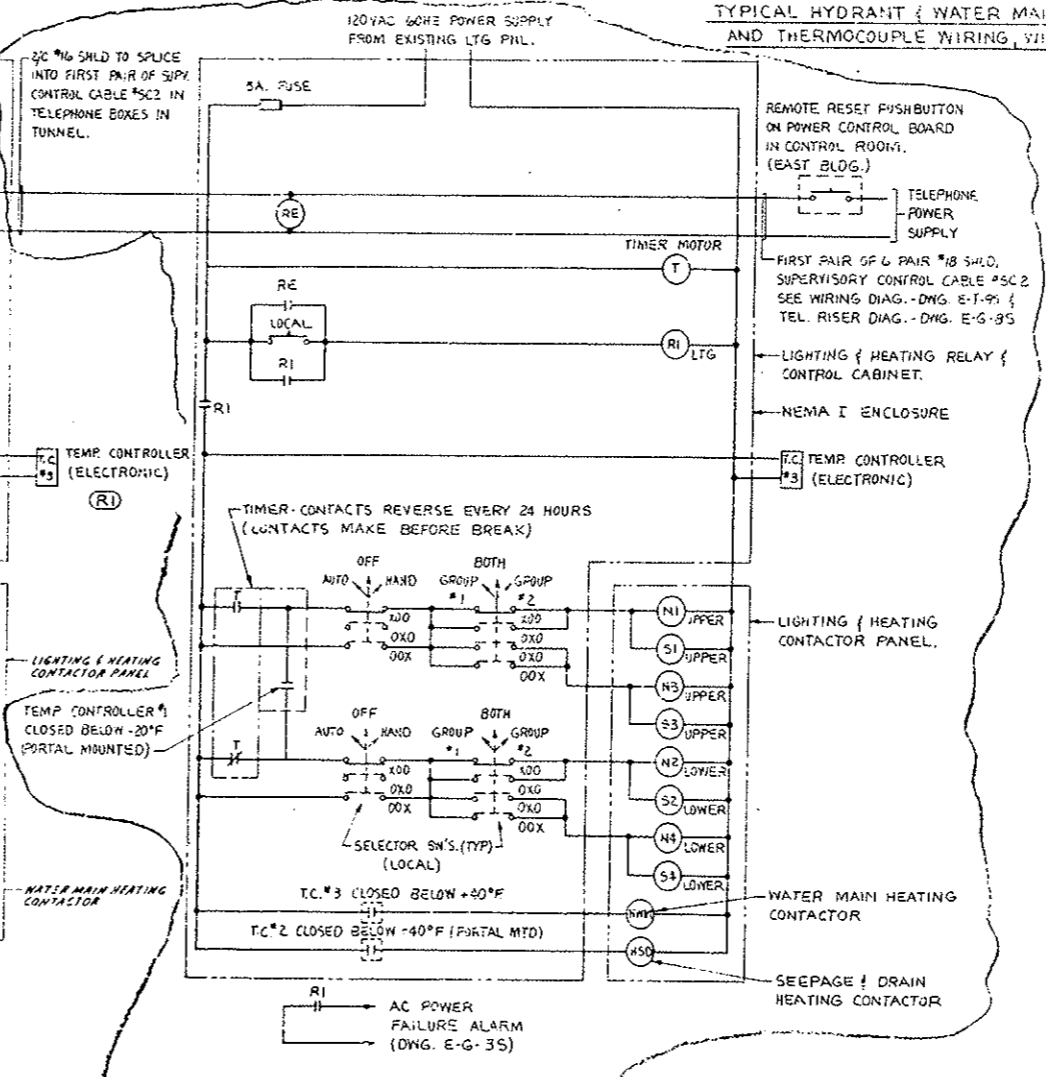 TYPICAL HYDRANT & WATER MAI
AND THERMOCOUPLE WIRING, WI
120VAC 60HZ POWER SUPPLY
FROM EXISTING LTG PNL.
2/C #16 SHLD TO SPLICE
INTO FIRST PAIR OF SUPV.
CONTROL CABLE #SC2 IN
TELEPHONE BOXES IN
TUNNEL.
5A. FUSE
REMOTE RESET PUSHBUTTON
ON POWER CONTROL BOARD
IN CONTROL ROOM.
(EAST BLDG.)
TELEPHONE
POWER
SUPPLY
RE
TIMER MOTOR
T
FIRST PAIR OF 6 PAIR #18 SHLD,
SUPERVISORY CONTROL CABLE #SC2
SEE WIRING DIAG.-DWG. E-T-95 &
TEL. RISER DIAG.-DWG. E-G-8S
RE
LOCAL
R1
R1
LTG
LIGHTING & HEATING RELAY &
CONTROL CABINET.
R1
NEMA I ENCLOSURE
T.C.
#3
TEMP. CONTROLLER
(ELECTRONIC)
R1
T.C.
#3
TEMP. CONTROLLER
(ELECTRONIC)
TIMER-CONTACTS REVERSE EVERY 24 HOURS
(CONTACTS MAKE BEFORE BREAK)
OFF
BOTH
AUTO
HAND
GROUP
#1
GROUP
#2
T
X00
0X0
00X
X00
0X0
00X
N1
UPPER
S1
UPPER
N3
UPPER
S3
UPPER
LIGHTING & HEATING
CONTACTOR PANEL.
LIGHTING & HEATING
CONTACTOR PANEL
TEMP CONTROLLER #1
CLOSED BELOW -20°F
(PORTAL MOUNTED)
OFF
BOTH
AUTO
HAND
GROUP
#1
GROUP
#2
T
X00
0X0
00X
X00
0X0
00X
N2
LOWER
S2
LOWER
N4
LOWER
S4
LOWER
SELECTOR SW'S.(TYP)
(LOCAL)
WATER MAIN HEATING
CONTACTOR
T.C.#3 CLOSED BELOW +40°F
WATER MAIN HEATING
CONTACTOR
T.C.#2 CLOSED BELOW -40°F (PORTAL MTD)
HSD
SEEPAGE & DRAIN
HEATING CONTACTOR
R1
AC POWER
FAILURE ALARM
(DWG. E-G-3S)